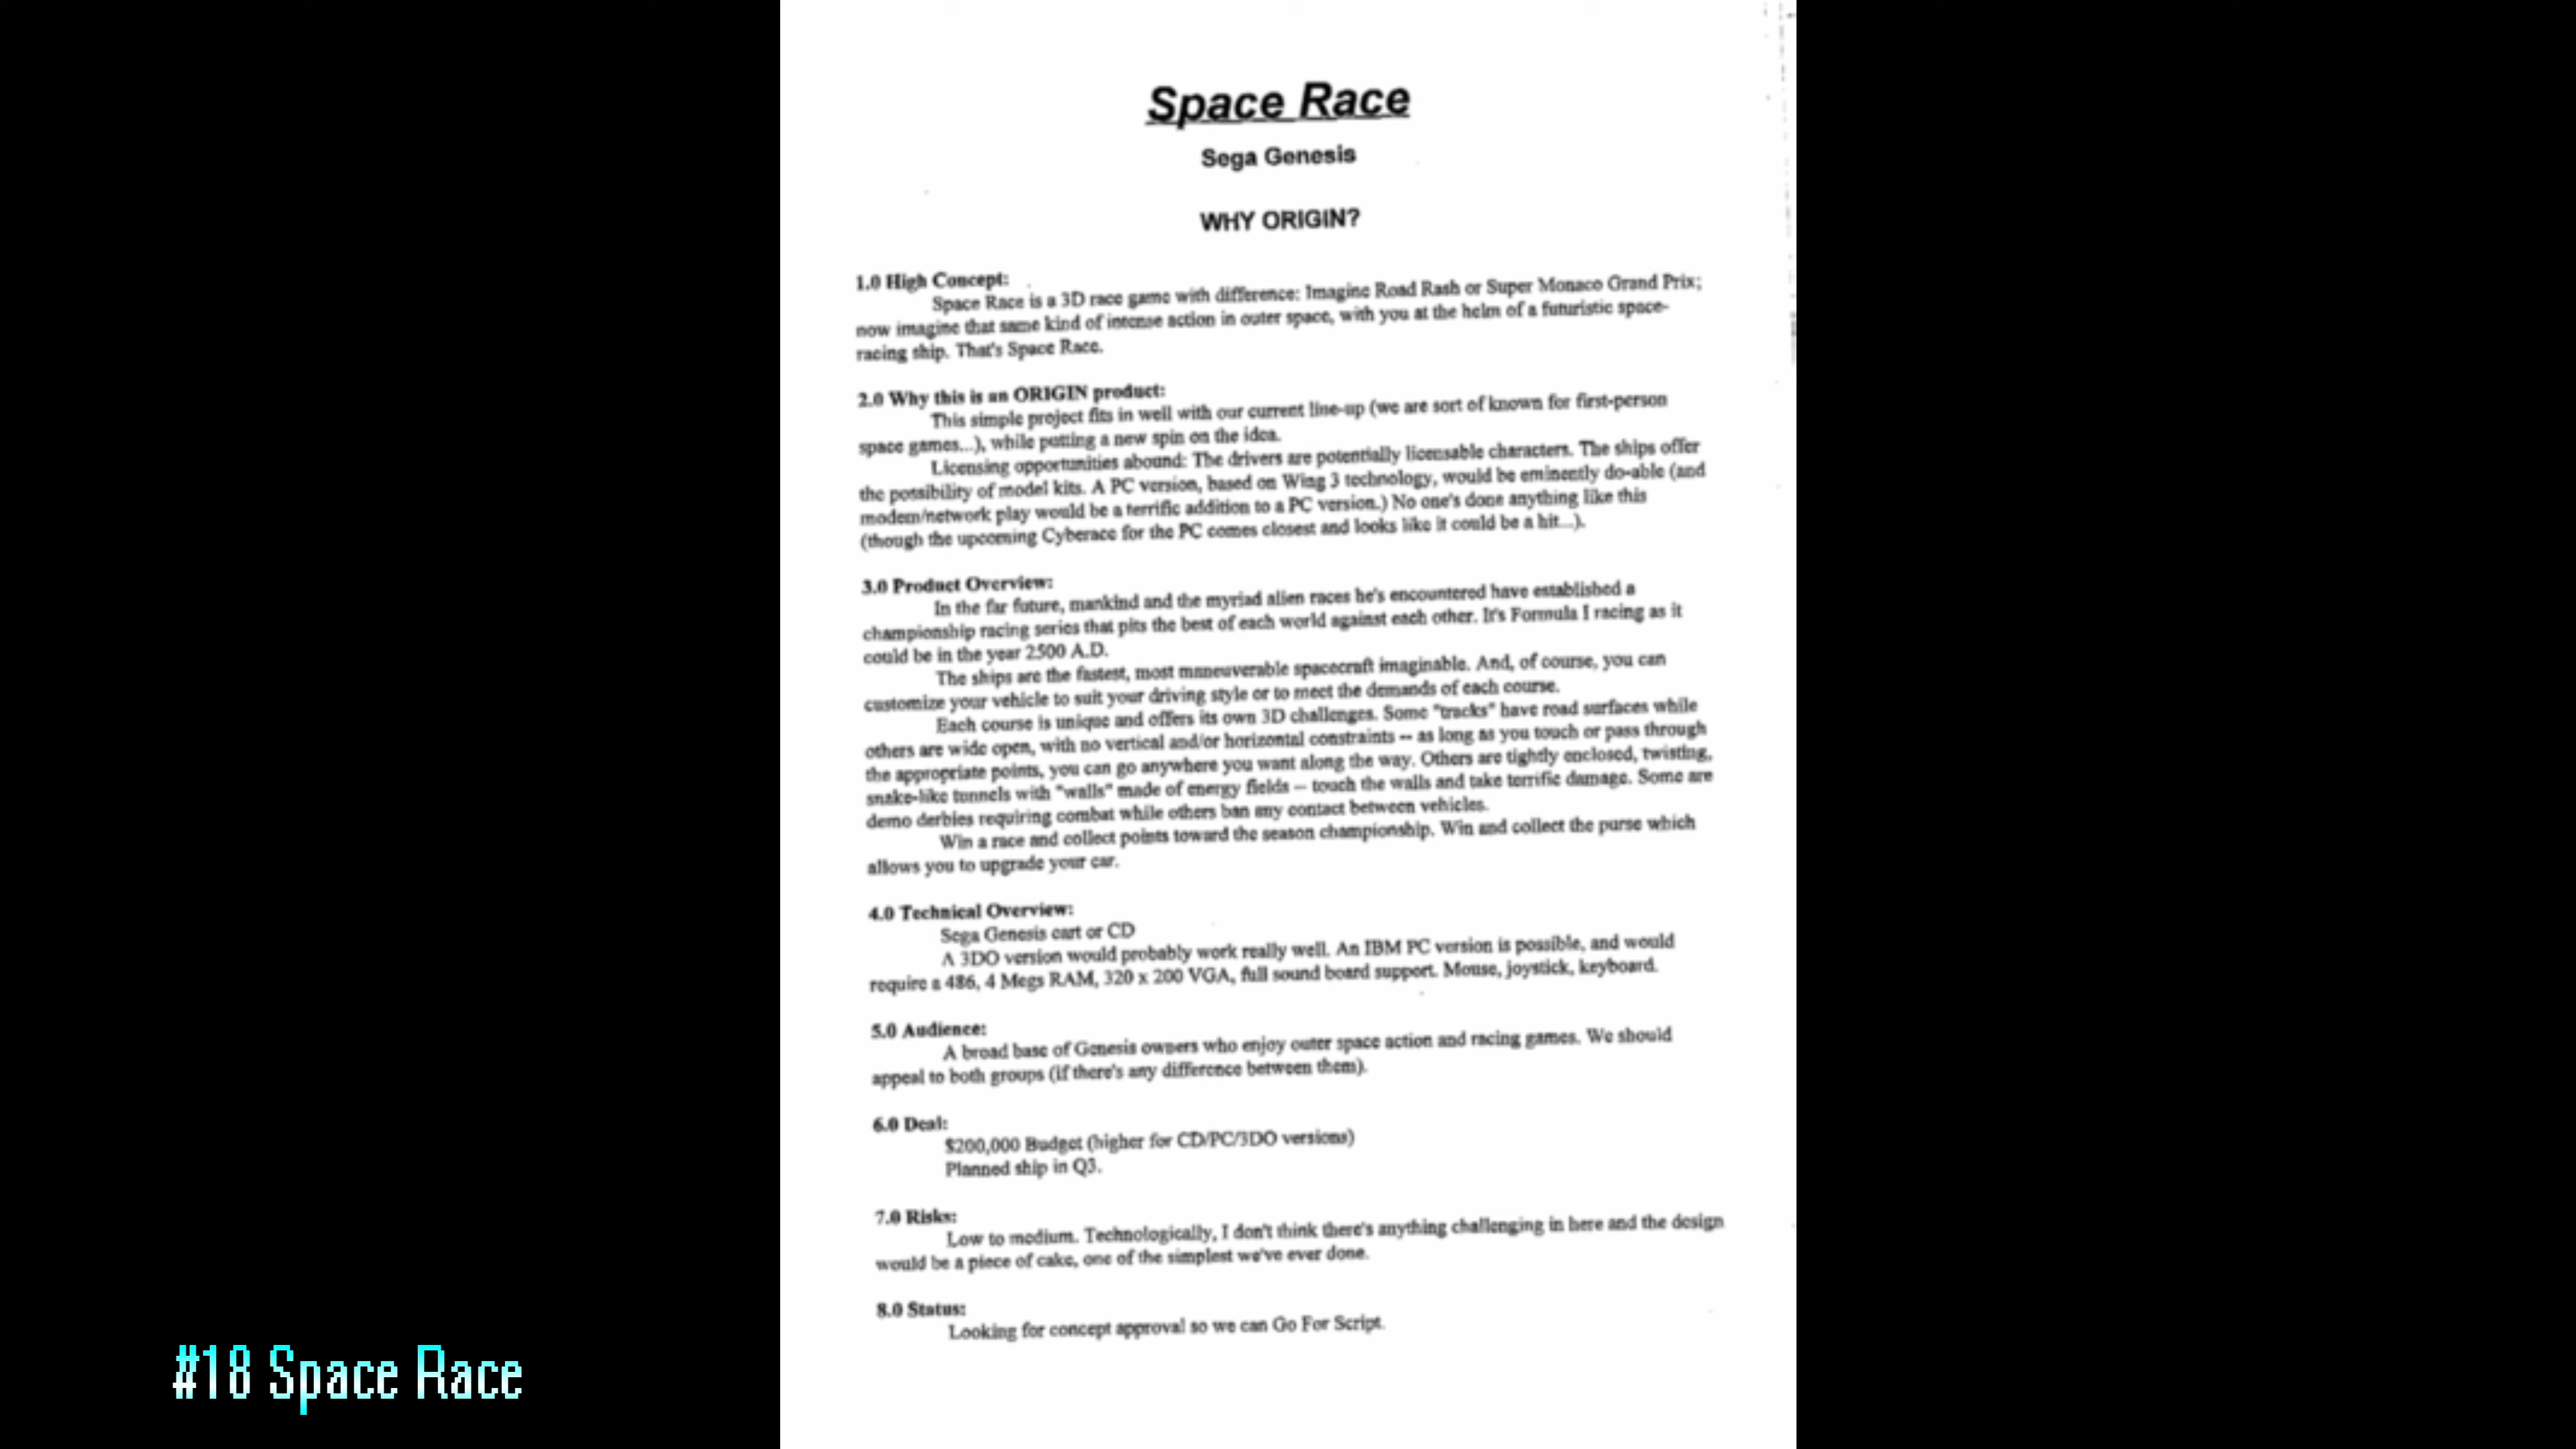 Space Race
Sega Genesis
WHY ORIGIN?
1.0 High Concept:
Space Race is a 3D race game with difference: Imagine Road Rash or Super Monaco Grand Prix;
now imagine that same kind of intense action in outer space, with you at the helm of a futuristic space-
racing ship. That's Space Race.
2.0 Why this is an ORIGIN product:
This simple project fits in well with our current line-up (we are sort of known for first-person
space games...), while putting a new spin on the idea.
Licensing opportunities abound: The drivers are potentially licensable characters. The ships offer
the possibility of model kits. A PC version, based on Wing 3 technology, would be eminently do-able (and
modem/network play would be a terrific addition to a PC version.) No one's done anything like this
(though the upcoming Cyberace for the PC comes closest and looks like it could be a hit...).
3.0 Product Overview:
In the far future, mankind and the myriad alien races he's encountered have established a
championship racing series that pits the best of each world against each other. It's Formula I racing as it
could be in the year 2500 A.D.
The ships are the fastest, most maneuverable spacecraft imaginable. And, of course, you can
customize your vehicle to suit your driving style or to meet the demands of each course.
Each course is unique and offers its own 3D challenges. Some "tracks" have road surfaces while
others are wide open, with no vertical and/or horizontal constraints -- as long as you touch or pass through
the appropriate points, you can go anywhere you want along the way. Others are tightly enclosed, twisting,
snake-like tunnels with "walls" made of energy fields -- touch the walls and take terrific damage. Some are
demo derbies requiring combat while others ban any contact between vehicles.
Win a race and collect points toward the season championship. Win and collect the purse which
allows you to upgrade your car.
4.0 Technical Overview:
Sega Genesis cart or CD
A 3DO version would probably work really well. An IBM PC version is possible, and would
require a 486, 4 Megs RAM, 320 x 200 VGA, full sound board support. Mouse, joystick, keyboard.
5.0 Audience:
A broad base of Genesis owners who enjoy outer space action and racing games. We should
appeal to both groups (if there's any difference between them).
6.0 Deal:
$200,000 Budget (higher for CD/PC/3DO versions)
Planned ship in Q3.
7.0 Risks:
Low to medium. Technologically, I don't think there's anything challenging in here and the design
would be a piece of cake, one of the simplest we've ever done.
8.0 Status:
Looking for concept approval so we can Go For Script.
#18 Space Race